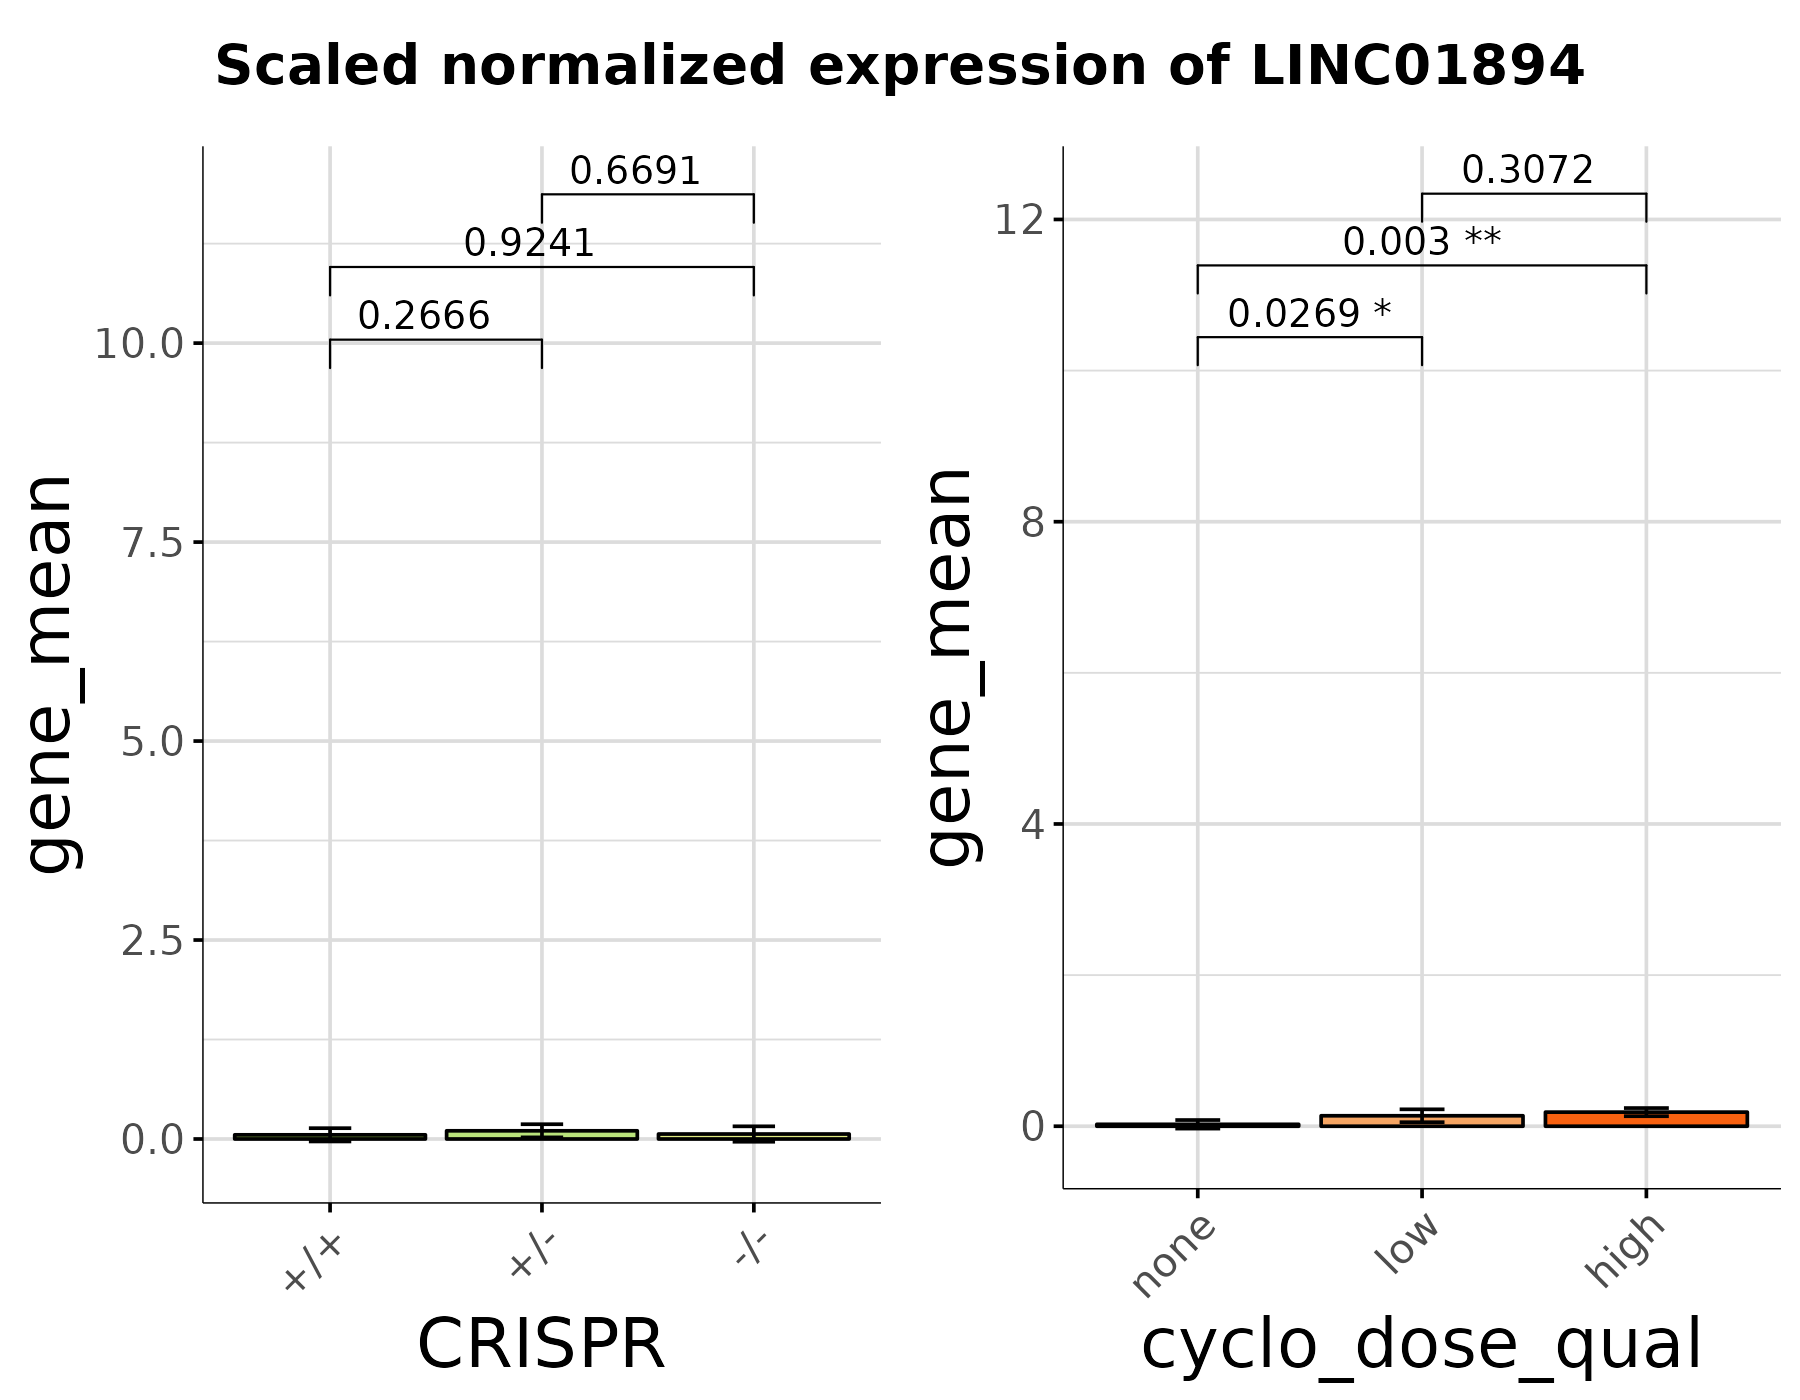 Scaled normalized expression of LINC01894
gene_mean
10.0
7.5
5.0
2.5
0.0
0.6691
0.9241
0.2666
+/+
+/-
-/-
CRISPR
gene_mean
12
8
4
0
0.3072
0.003 **
0.0269 *
none
low
high
cyclo_dose_qual